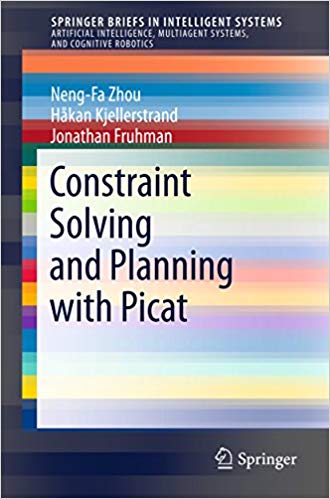 SPRINGER BRIEFS IN INTELLIGENT SYSTEMS
ARTIFICIAL INTELLIGENCE, MULTIAGENT SYSTEMS,
AND COGNITIVE ROBOTICS
Neng-Fa Zhou
Håkan Kjellerstrand
Jonathan Fruhman
Constraint
Solving
and Planning
with Picat
Springer